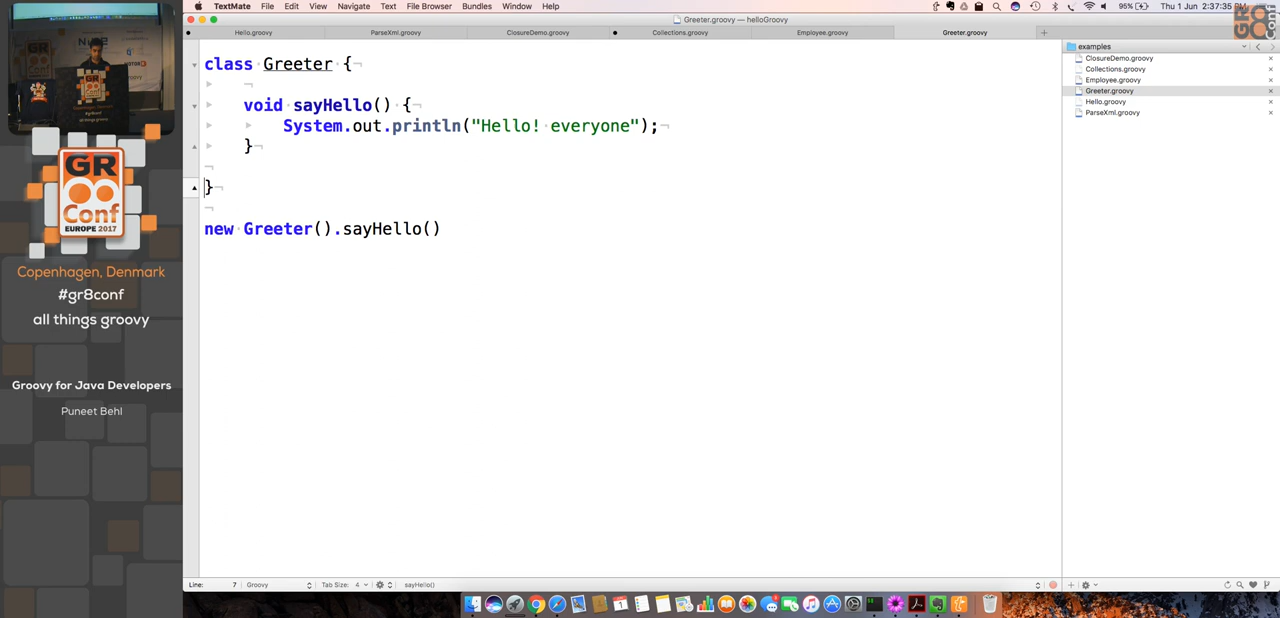 TextMate File Edit View Navigate Text File Browser Bundles Window Help
95%
Thu 1 Jun 2:37:35 PM
Greeter.groovy — helloGroovy
Hello.groovy
ParseXml.groovy
ClosureDemo.groovy
Collections.groovy
Employee.groovy
Greeter.groovy
class Greeter {
void sayHello() {
System.out.println("Hello! everyone");
}
}
new Greeter().sayHello()
examples
ClosureDemo.groovy
Collections.groovy
Employee.groovy
Greeter.groovy
Hello.groovy
ParseXml.groovy
GR
Conf
EUROPE 2017
Copenhagen, Denmark
#gr8conf
all things groovy
Groovy for Java Developers
Puneet Behl
Line: 7
Groovy
Tab Size: 4
sayHello()